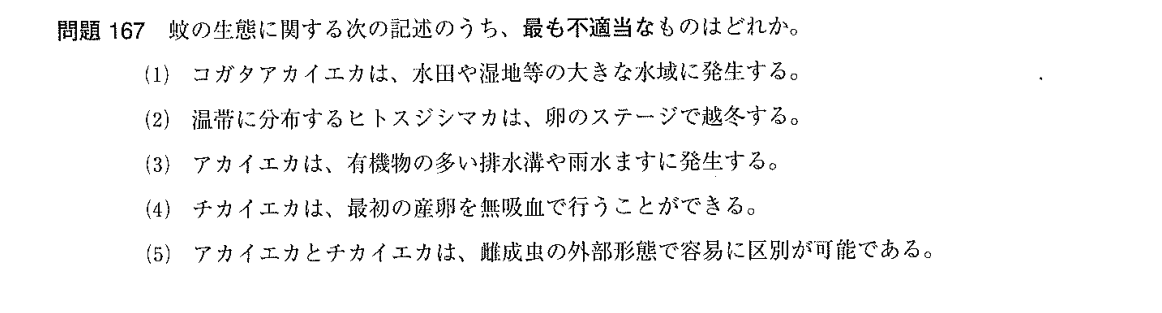 問題 167 蚊の生態に関する次の記述のうち、最も不適当なものはどれか。
(1) コガタアカイエカは、水田や湿地等の大きな水域に発生する。
(2) 温帯に分布するヒトスジシマカは、卵のステージで越冬する。
(3) アカイエカは、有機物の多い排水溝や雨水ますに発生する。
(4) チカイエカは、最初の産卵を無吸血で行うことができる。
(5) アカイエカとチカイエカは、雌成虫の外部形態で容易に区別が可能である。